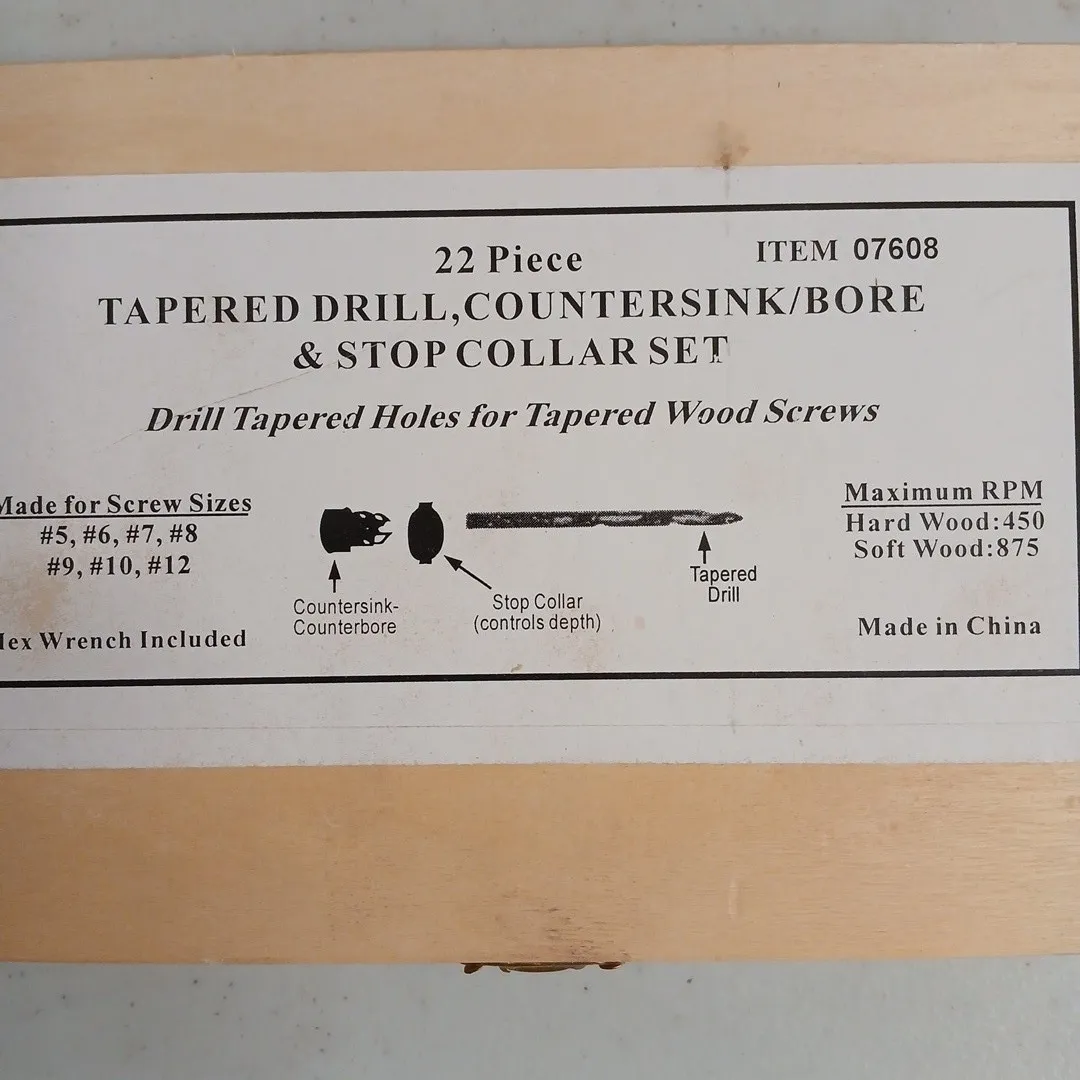 22 Piece
ITEM 07608
TAPERED DRILL,COUNTERSINK/BORE
& STOP COLLAR SET
Drill Tapered Holes for Tapered Wood Screws
Made for Screw Sizes
#5, #6, #7, #8
#9, #10, #12
Hex Wrench Included
Countersink-
Counterbore
Stop Collar
(controls depth)
Tapered
Drill
Maximum RPM
Hard Wood:450
Soft Wood:875
Made in China